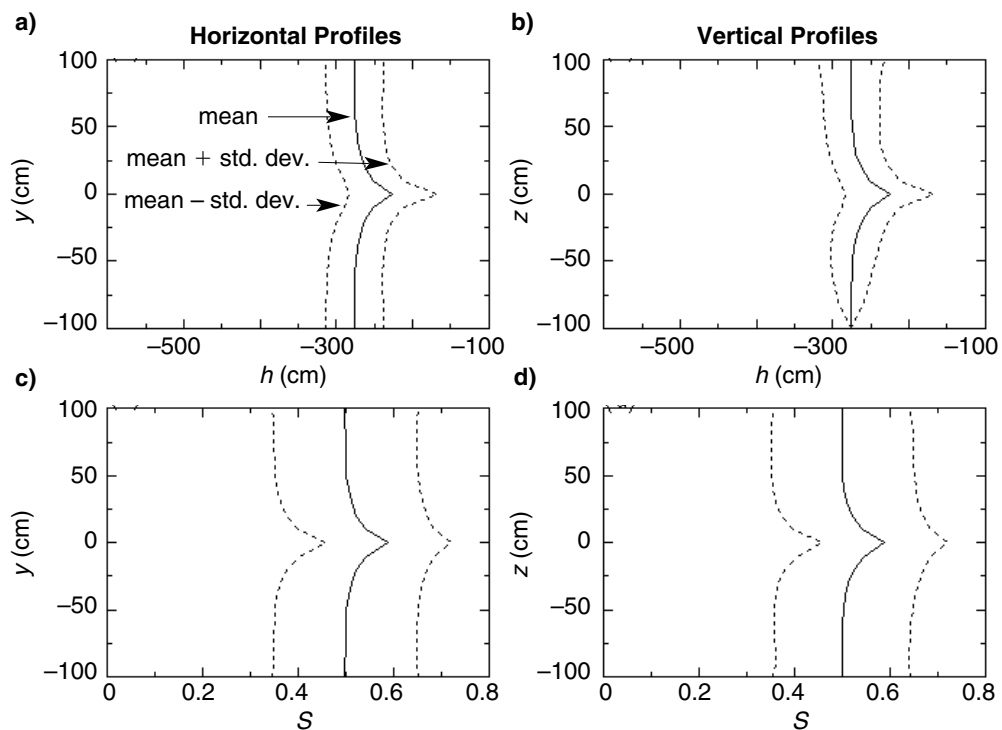 a)
Horizontal Profiles
100
50
0
–50
–100
y (cm)
mean
mean + std. dev.
mean – std. dev.
–500
–300
–100
h (cm)
b)
Vertical Profiles
100
50
0
–50
–100
z (cm)
–500
–300
–100
h (cm)
c)
100
50
0
–50
–100
y (cm)
0
0.2
0.4
0.6
0.8
S
d)
100
50
0
–50
–100
z (cm)
0
0.2
0.4
0.6
0.8
S